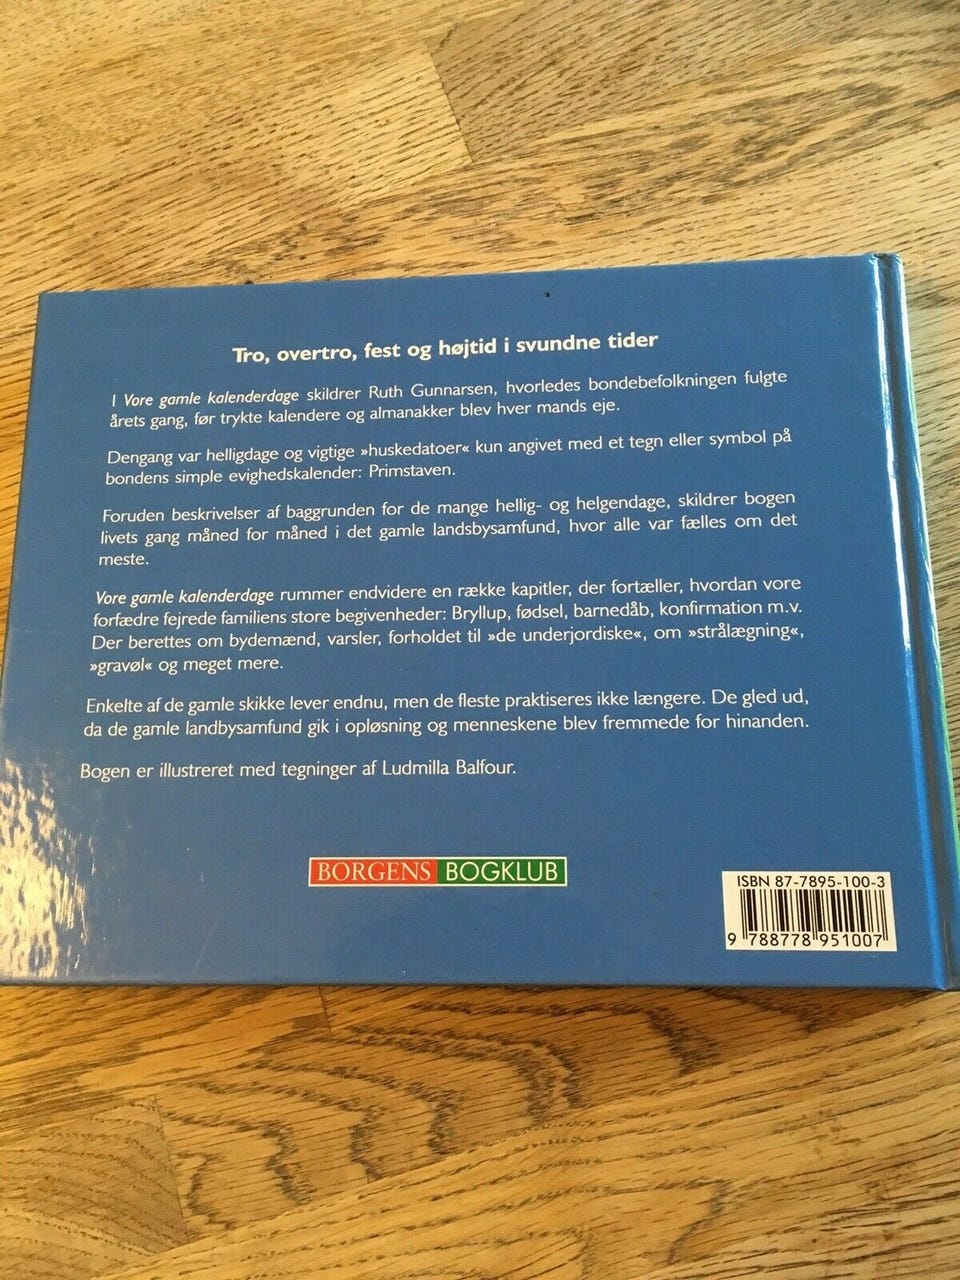 Tro, overtro, fest og højtid i svundne tider
I Vore gamle kalenderdage skildrer Ruth Gunnarsen, hvorledes bondebefolkningen fulgte
årets gang, før trykte kalendere og almanakker blev hver mands eje.
Dengang var helligdage og vigtige »huskedatoer« kun angivet med et tegn eller symbol på
bondens simple evighedskalender: Primstaven.
Foruden beskrivelser af baggrunden for de mange hellig- og helgendage, skildrer bogen
livets gang måned for måned i det gamle landsbysamfund, hvor alle var fælles om det
meste.
Vore gamle kalenderdage rummer endvidere en række kapitler, der fortæller, hvordan vore
forfædre fejrede familiens store begivenheder: Bryllup, fødsel, barnedåb, konfirmation m.v.
Der berettes om bydemænd, varsler, forholdet til »de underjordiske«, om »strålægning«,
»gravøl« og meget mere.
Enkelte af de gamle skikke lever endnu, men de fleste praktiseres ikke længere. De gled ud,
da de gamle landbysamfund gik i opløsning og menneskene blev fremmede for hinanden.
Bogen er illustreret med tegninger af Ludmilla Balfour.
BORGENS BOGKLUB
ISBN 87-7895-100-3
9 788778 951007